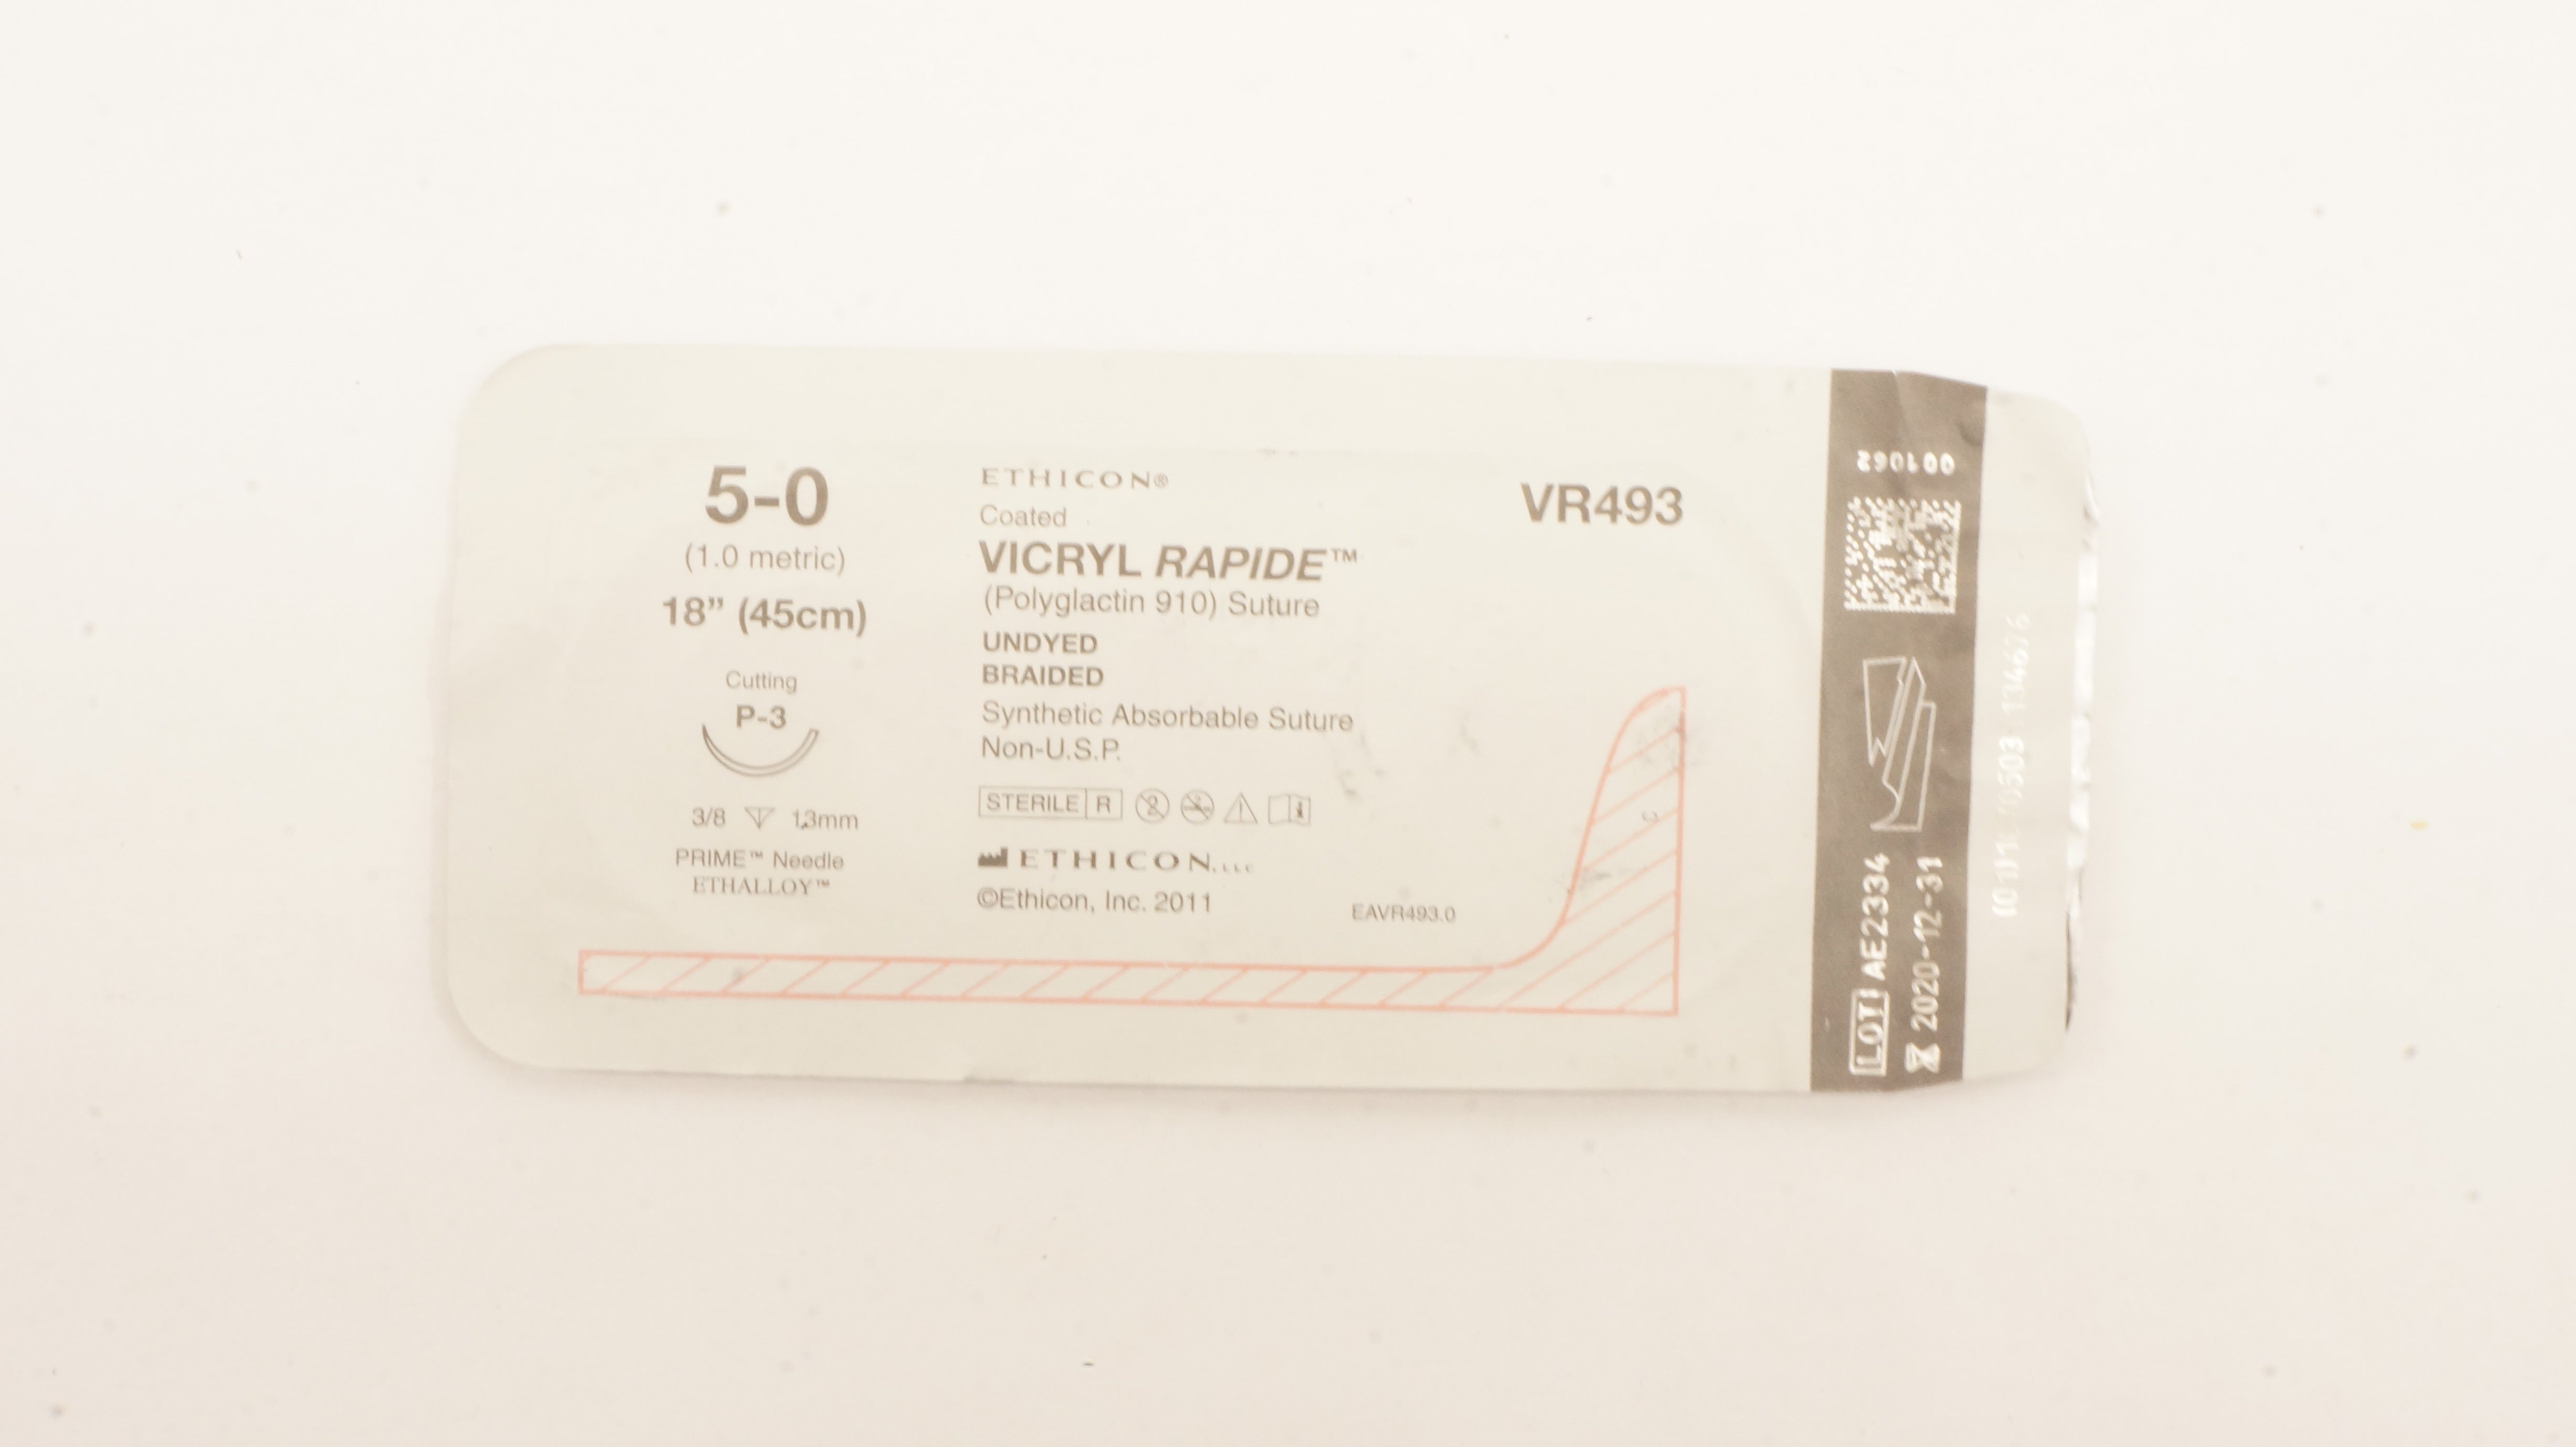 5-0
(1.0 metric)
18” (45cm)
Cutting
P-3
3/8 13mm
PRIME™ Needle
ETHALLOY™
ETHICON®
Coated
VICRYL RAPIDE™
(Polyglactin 910) Suture
UNDYED
BRAIDED
Synthetic Absorbable Suture
Non-U.S.P.
STERILE R
ETHICON, LLC
©Ethicon, Inc. 2011
EAVR493.0
VR493
001062
LOT AE2334
2020-12-31